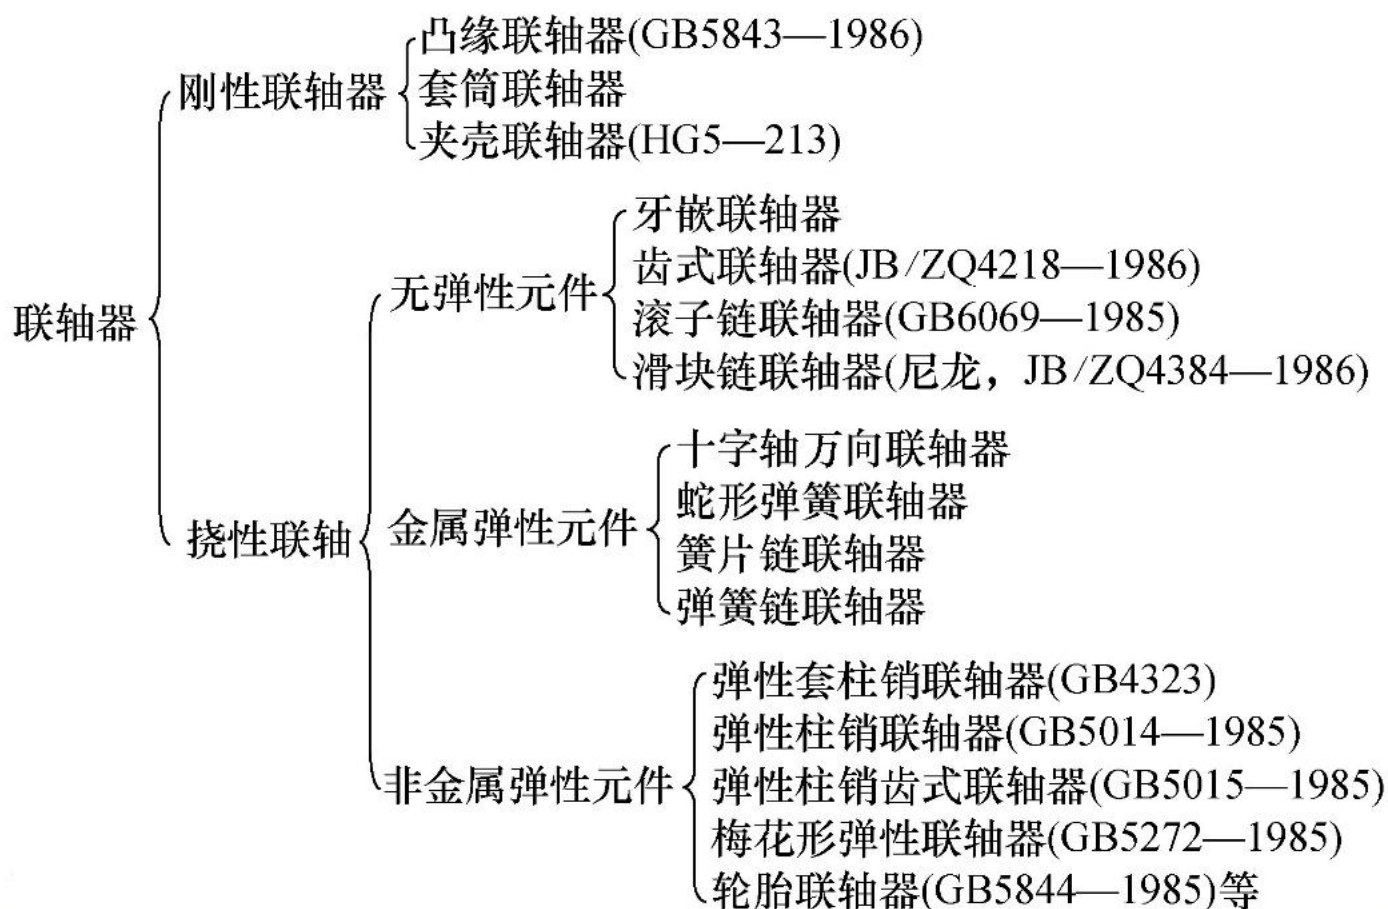 凸缘联轴器(GB5843—1986)
刚性联轴器
套筒联轴器
夹壳联轴器(HG5—213)
牙嵌联轴器
齿式联轴器(JB/ZQ4218—1986)
无弹性元件
滚子链联轴器(GB6069—1985)
联轴器
滑块链联轴器(尼龙，JB/ZQ4384—1986)
十字轴万向联轴器
蛇形弹簧联轴器
挠性联轴
金属弹性元件
簧片链联轴器
弹簧链联轴器
弹性套柱销联轴器(GB4323)
弹性柱销联轴器(GB5014—1985)
非金属弹性元件
弹性柱销齿式联轴器(GB5015—1985)
梅花形弹性联轴器(GB5272—1985)
轮胎联轴器(GB5844—1985)等